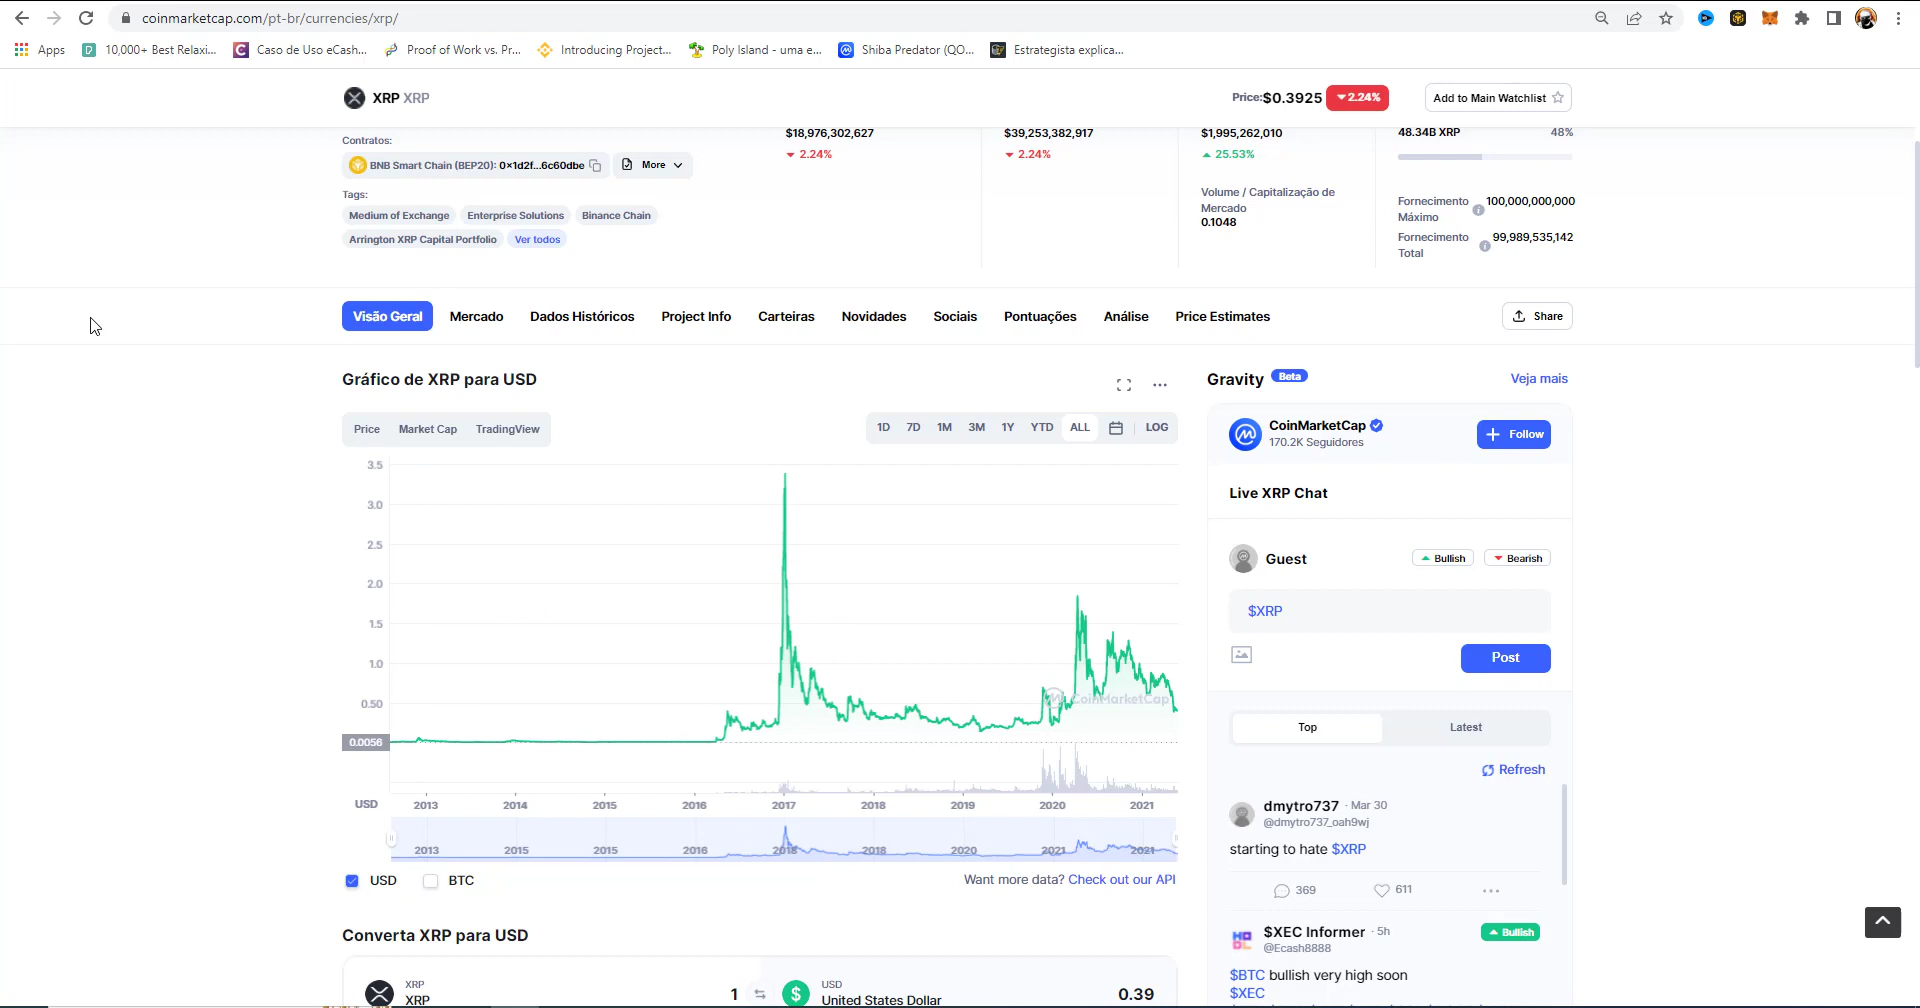 coinmarketcap.com/pt-br/currencies/xrp/
Apps
10,000+ Best Relaxi...
Caso de Uso eCash...
Proof of Work vs. Pr...
Introducing Project...
Poly Island - uma e...
Shiba Predator (QO...
Estrategista explica...
XRP XRP
Price:$0.3925
2.24%
Add to Main Watchlist
Contratos:
BNB Smart Chain (BEP20): 0x1d2f...6c60dbe
More
Tags:
Medium of Exchange
Enterprise Solutions
Binance Chain
Arrington XRP Capital Portfolio
Ver todos
$18,976,302,627
2.24%
$39,253,382,917
2.24%
$1,995,262,010
25.53%
Volume / Capitalização de
Mercado
0.1048
48.34B XRP
48%
Fornecimento
Máximo
100,000,000,000
Fornecimento
Total
99,989,535,142
Visão Geral
Mercado
Dados Históricos
Project Info
Carteiras
Novidades
Sociais
Pontuações
Análise
Price Estimates
Share
Gráfico de XRP para USD
Price
Market Cap
TradingView
1D
7D
1M
3M
1Y
YTD
ALL
LOG
3.5
3.0
2.5
2.0
1.5
1.0
0.50
0.0056
CoinMarketCap
USD
2013
2014
2015
2016
2017
2018
2019
2020
2021
2013
2015
2015
2016
2018
2018
2020
2021
2021
USD
BTC
Want more data? Check out our API
Converta XRP para USD
XRP
XRP
1
USD
United States Dollar
0.39
Gravity
Beta
Veja mais
CoinMarketCap
170.2K Seguidores
Follow
Live XRP Chat
Guest
Bullish
Bearish
$XRP
Post
Top
Latest
Refresh
dmytro737 · Mar 30
@dmytro737_oah9wj
starting to hate $XRP
369
611
$XEC Informer · 5h
@Ecash8888
Bullish
$BTC bullish very high soon
$XEC